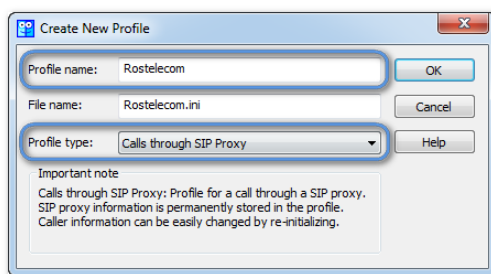 Create New Profile
Profile name: Rostelecom OK
File name: Rostelecom.ini Cancel
Profile type: Calls through SIP Proxy Help
Important note
Calls through SIP Proxy: Profile for a call through a SIP proxy.
SIP proxy information is permanently stored in the profile.
Caller information can be easily changed by re-initializing.